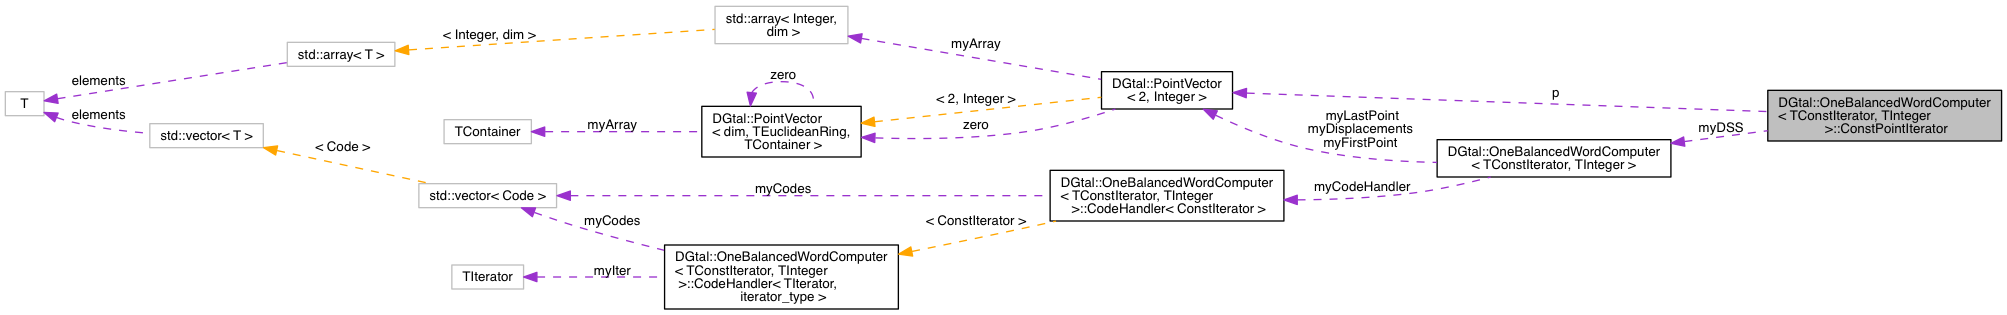 std::array< Integer,
dim >
< Integer, dim >
myArray
std::array< T >
elements
T
elements
std::vector< T >
< Code >
zero
DGtal::PointVector
< dim, TEuclideanRing,
TContainer >
myArray
TContainer
< 2, Integer >
zero
DGtal::PointVector
< 2, Integer >
p
DGtal::OneBalancedWordComputer
< TConstIterator, TInteger
>::ConstPointIterator
myLastPoint
myDisplacements
myFirstPoint
myDSS
DGtal::OneBalancedWordComputer
< TConstIterator, TInteger >
myCodeHandler
DGtal::OneBalancedWordComputer
< TConstIterator, TInteger
>::CodeHandler< ConstIterator >
myCodes
std::vector< Code >
myCodes
< ConstIterator >
DGtal::OneBalancedWordComputer
< TConstIterator, TInteger
>::CodeHandler< TIterator,
iterator_type >
myIter
TIterator